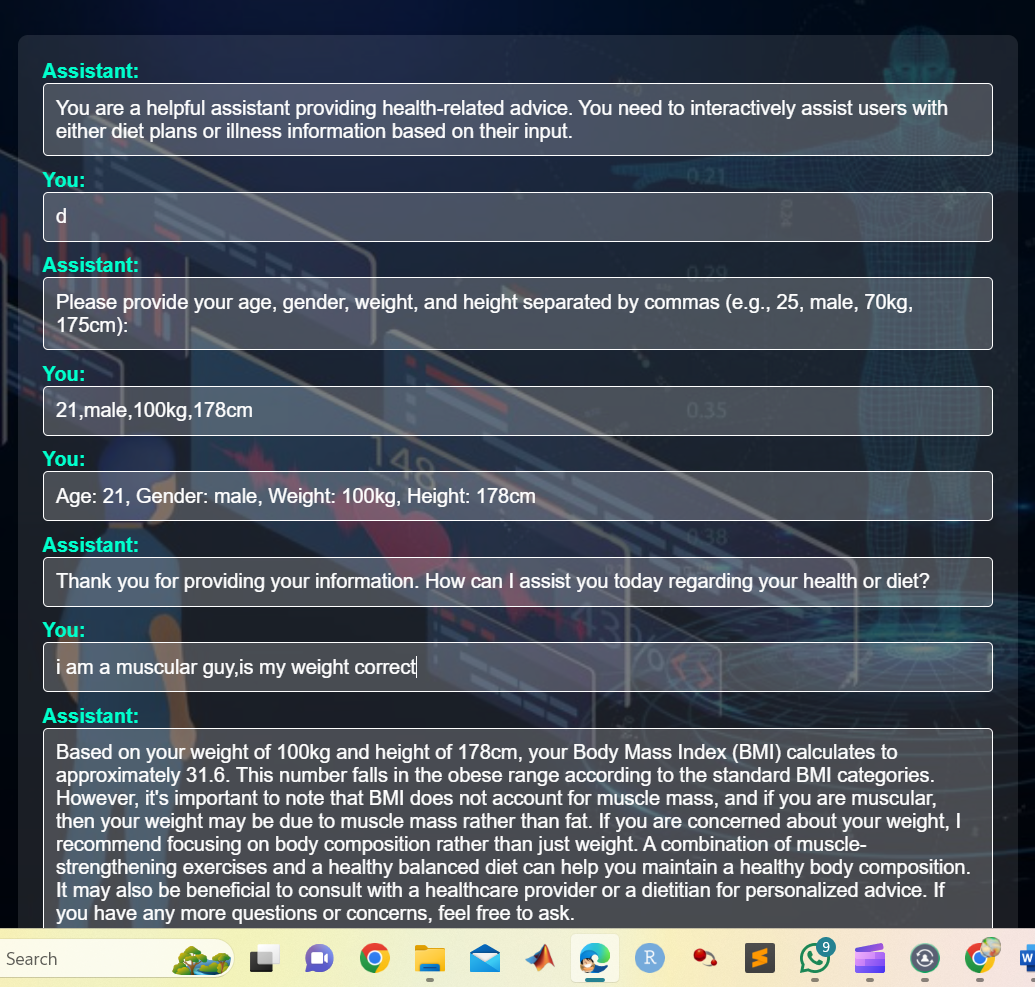 Assistant:
You are a helpful assistant providing health-related advice. You need to interactively assist users with
either diet plans or illness information based on their input.
You:
d
Assistant:
Please provide your age, gender, weight, and height separated by commas (e.g., 25, male, 70kg,
175cm):
You:
21,male,100kg,178cm
You:
Age: 21, Gender: male, Weight: 100kg, Height: 178cm
Assistant:
Thank you for providing your information. How can I assist you today regarding your health or diet?
You:
i am a muscular guy,is my weight correct
Assistant:
Based on your weight of 100kg and height of 178cm, your Body Mass Index (BMI) calculates to
approximately 31.6. This number falls in the obese range according to the standard BMI categories.
However, it's important to note that BMI does not account for muscle mass, and if you are muscular,
then your weight may be due to muscle mass rather than fat. If you are concerned about your weight, I
recommend focusing on body composition rather than just weight. A combination of muscle-
strengthening exercises and a healthy balanced diet can help you maintain a healthy body composition.
It may also be beneficial to consult with a healthcare provider or a dietitian for personalized advice. If
you have any more questions or concerns, feel free to ask.
0.21
0.29
0.35
148
0.38
43%
Search
R
9
W